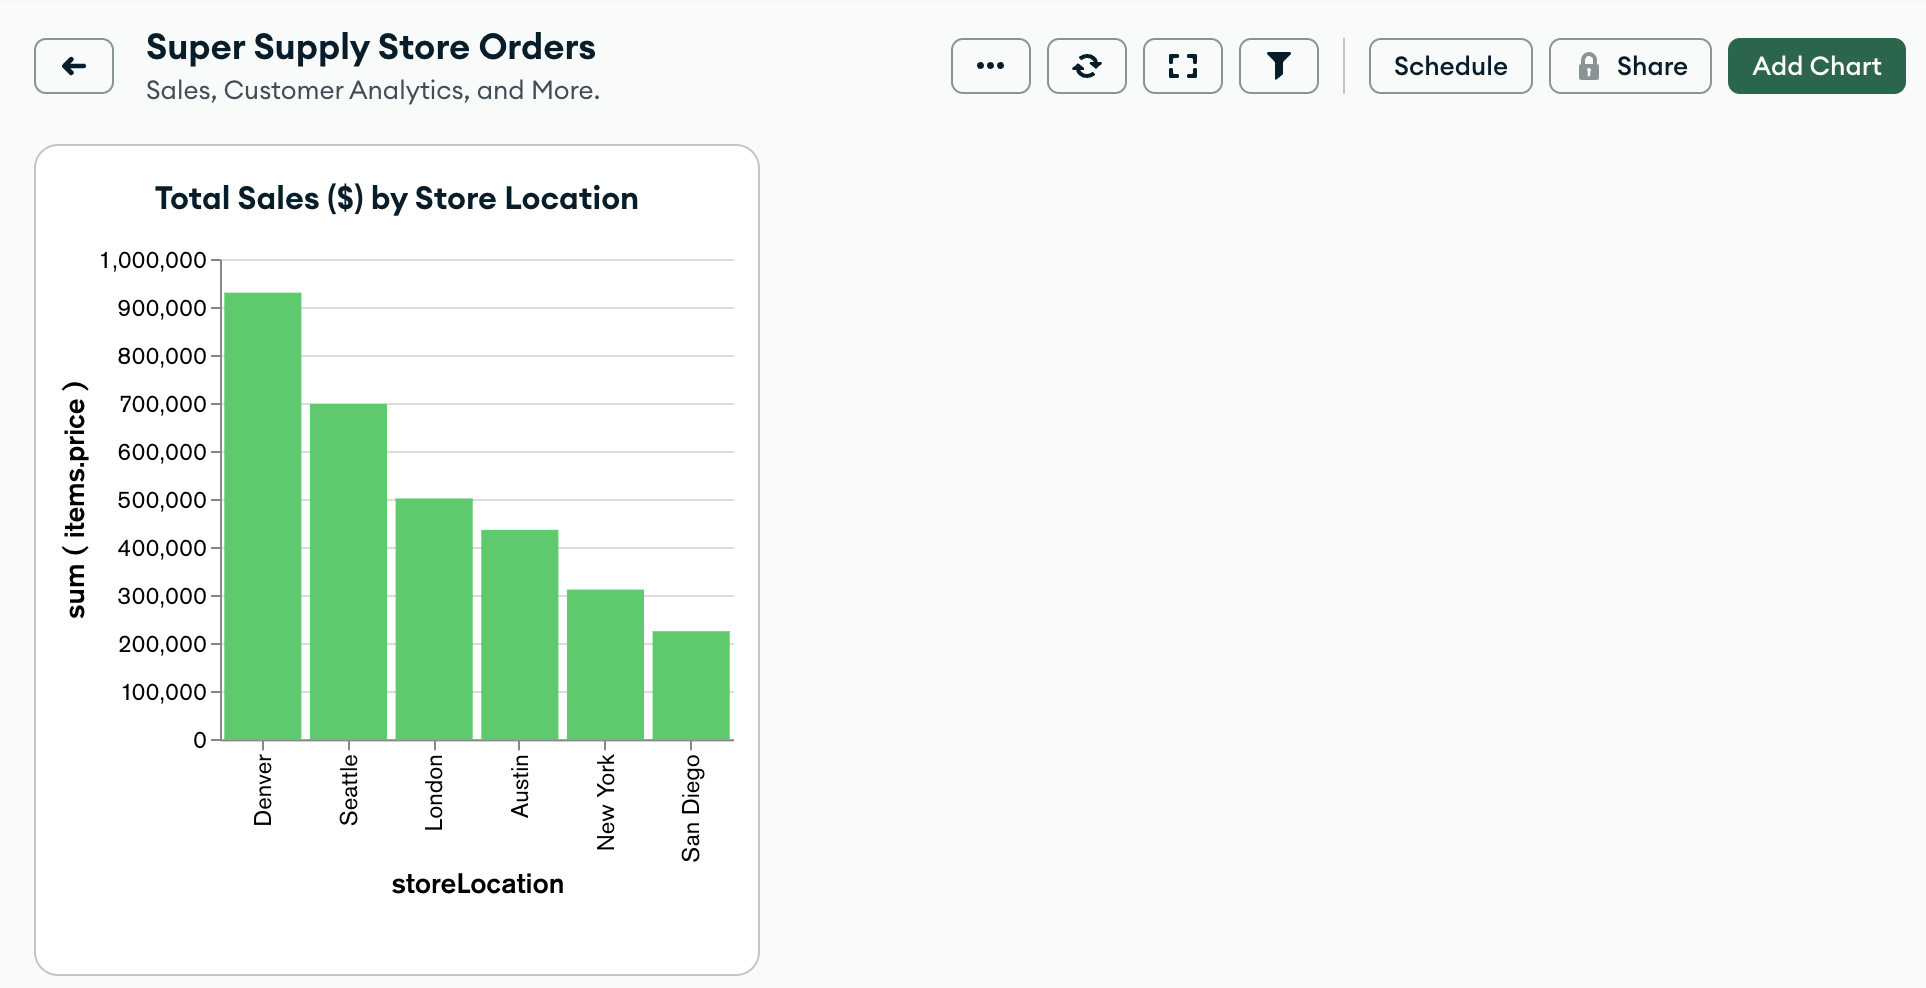 Super Supply Store Orders
Sales, Customer Analytics, and More.
Schedule
Share
Add Chart
Total Sales ($) by Store Location
1,000,000
900,000
800,000
700,000
600,000
500,000
400,000
300,000
200,000
100,000
0
sum ( items.price )
Denver
Seattle
London
Austin
New York
San Diego
storeLocation